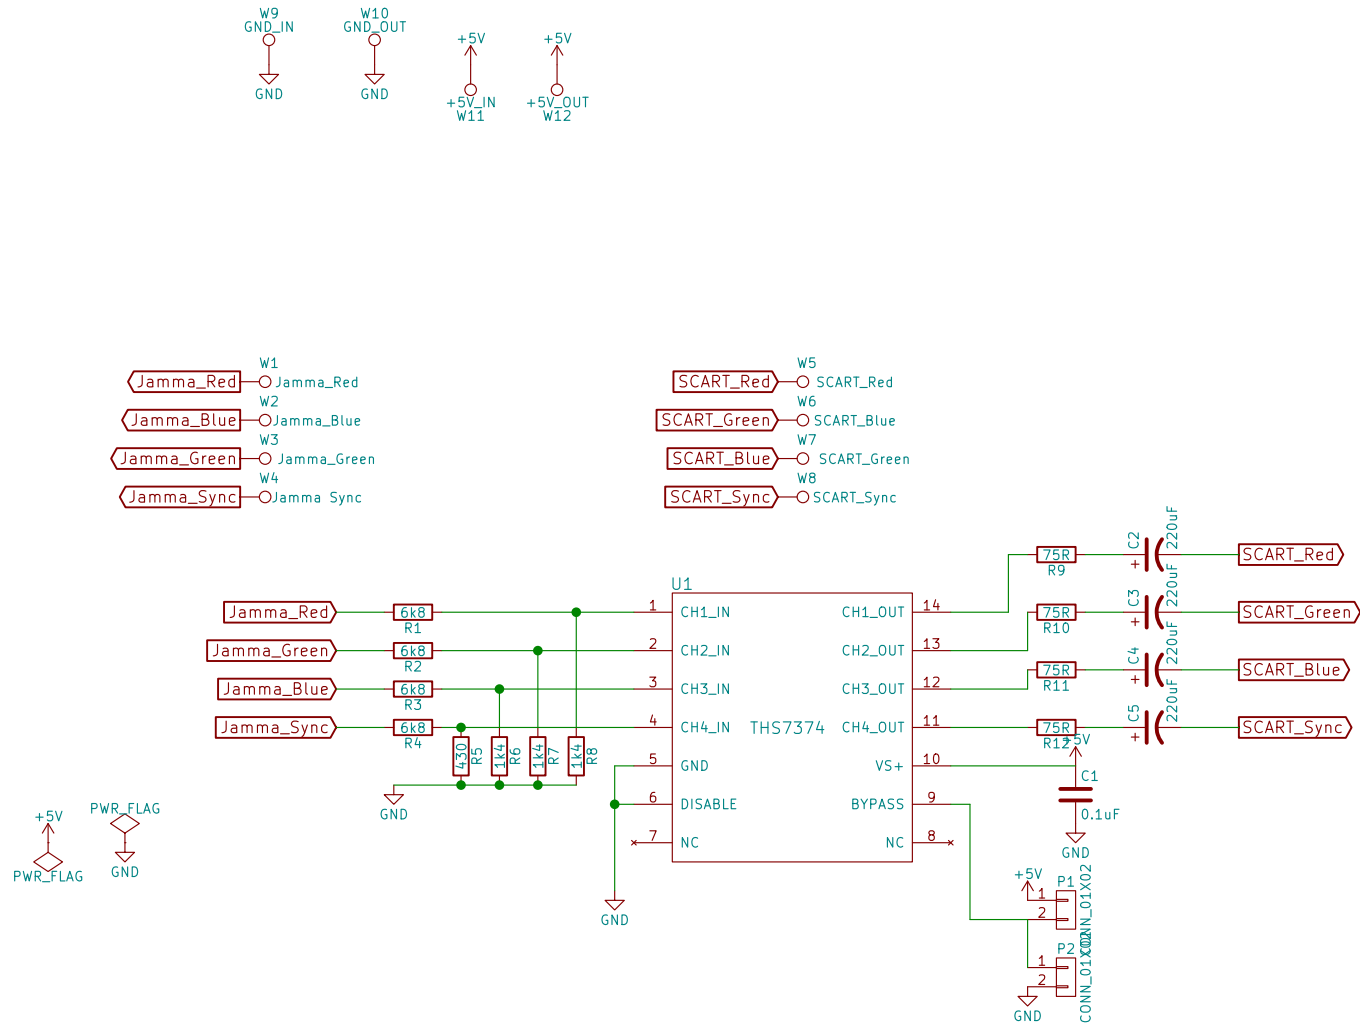 W9
GND_IN
GND
W10
GND_OUT
GND
+5V
+5V_IN
W11
+5V
+5V_OUT
W12
W1
Jamma_Red Jamma_Red
W2
Jamma_Blue Jamma_Blue
W3
Jamma_Green Jamma_Green
W4
Jamma_Sync Jamma Sync
W5
SCART_Red SCART_Red
W6
SCART_Green SCART_Blue
W7
SCART_Blue SCART_Green
W8
SCART_Sync SCART_Sync
Jamma_Red 6k8
R1
Jamma_Green 6k8
R2
Jamma_Blue 6k8
R3
Jamma_Sync 6k8
R4
430 R5
1k4 R6
1k4 R7
1k4 R8
GND
U1
THS7374
1 CH1_IN
2 CH2_IN
3 CH3_IN
4 CH4_IN
5 GND
6 DISABLE
7 NC
CH1_OUT 14
CH2_OUT 13
CH3_OUT 12
CH4_OUT 11
VS+ 10
BYPASS 9
NC 8
GND
75R
R9
C2
+
220uF
SCART_Red
75R
R10
C3
+
220uF
SCART_Green
75R
R11
C4
+
220uF
SCART_Blue
75R
R12
C5
+
220uF
SCART_Sync
+5V
C1
0.1uF
GND
+5V
P1
1
2
CONN_01X02
P2
1
2
CONN_01X02
GND
+5V
PWR_FLAG
PWR_FLAG
GND